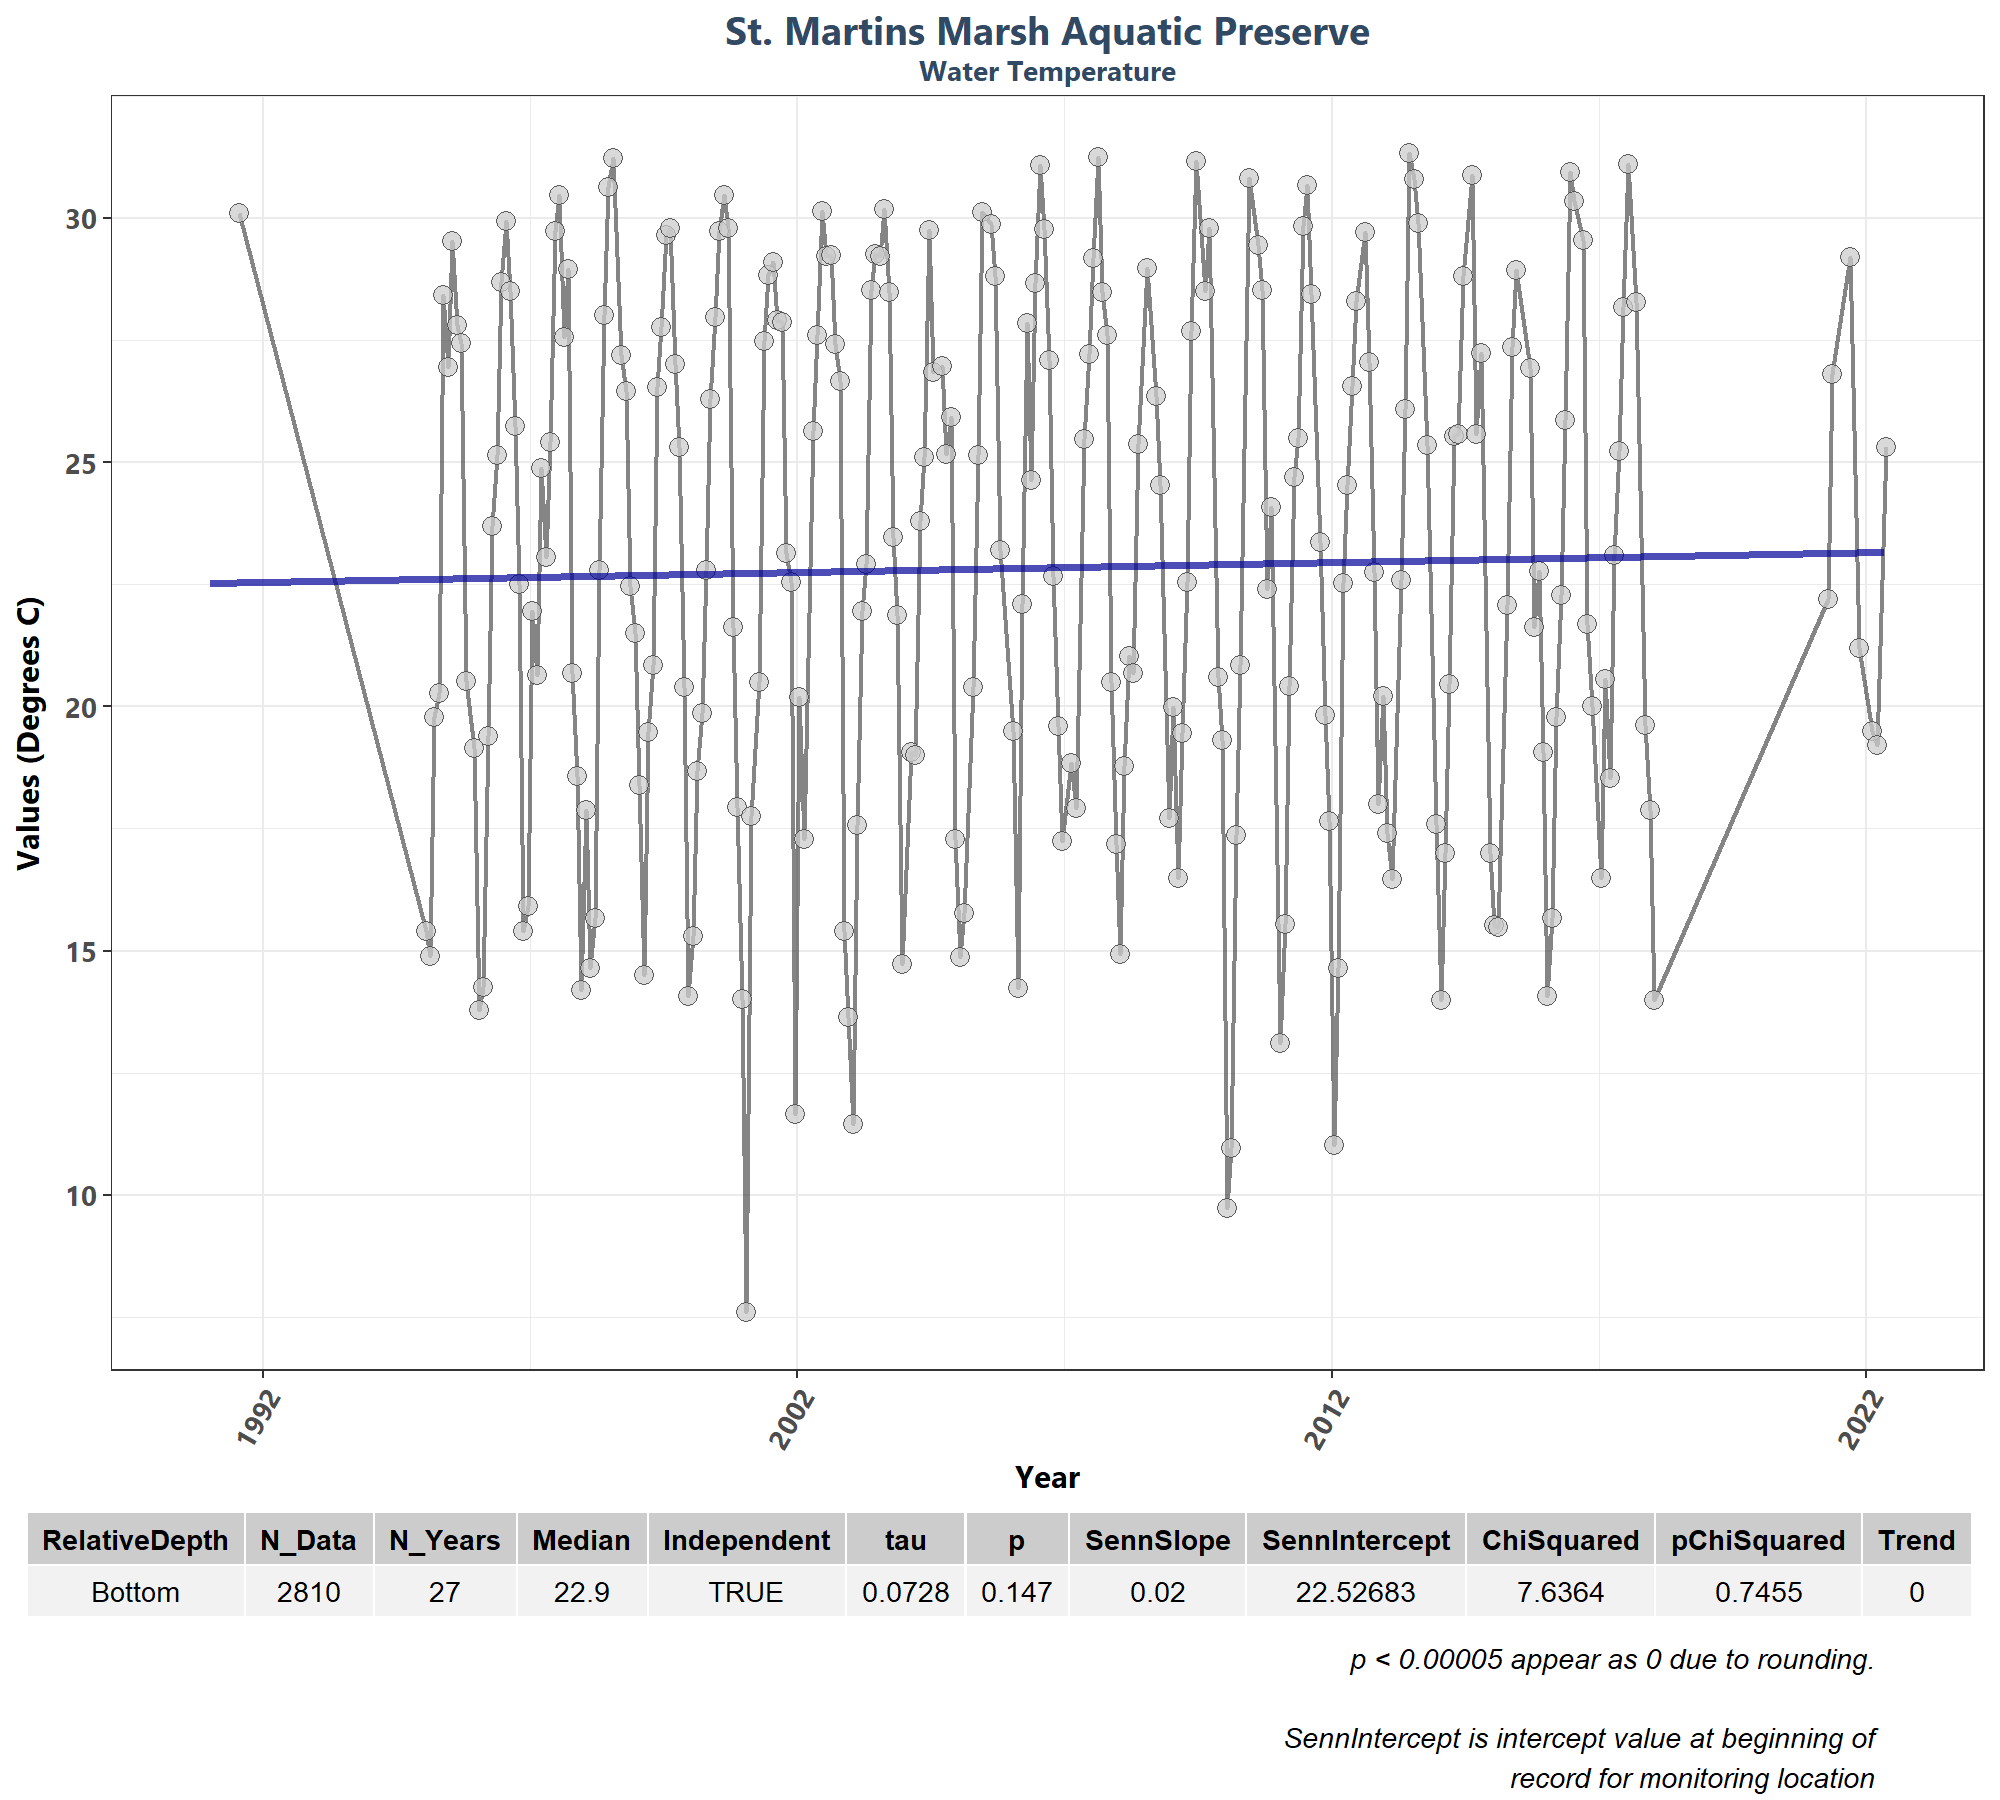 St. Martins Marsh Aquatic Preserve
Water Temperature
Values (Degrees C)
30
25
20
15
10
1992
2002
2012
2022
Year
RelativeDepth N_Data N_Years Median Independent tau p SennSlope SennIntercept ChiSquared pChiSquared Trend
Bottom 2810 27 22.9 TRUE 0.0728 0.147 0.02 22.52683 7.6364 0.7455 0
p < 0.00005 appear as 0 due to rounding.
SennIntercept is intercept value at beginning of
record for monitoring location